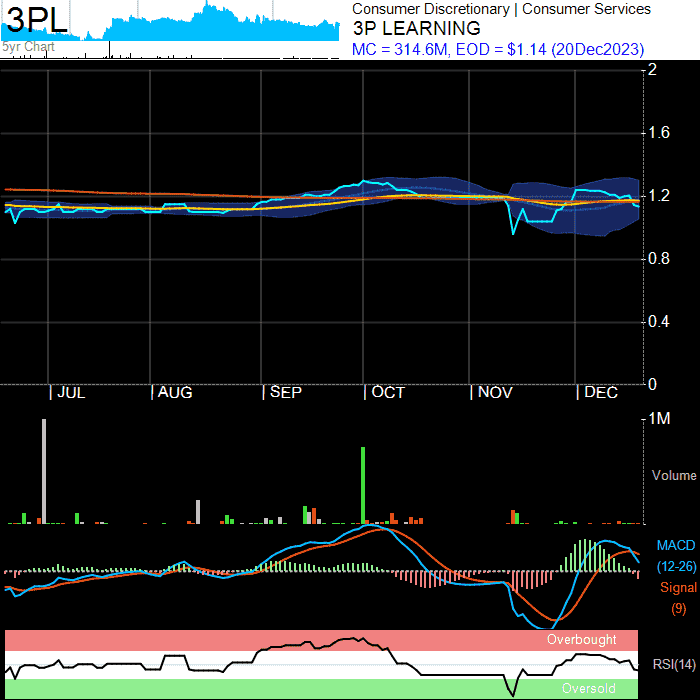 3PL
5yr Chart
Consumer Discretionary | Consumer Services
3P LEARNING
MC = 314.6M, EOD = $1.14 (20Dec2023)
2
1.6
1.2
0.8
0.4
0
| JUL | AUG | SEP | OCT | NOV | DEC
1M
Volume
MACD
(12-26)
Signal
(9)
Overbought
RSI(14)
Oversold